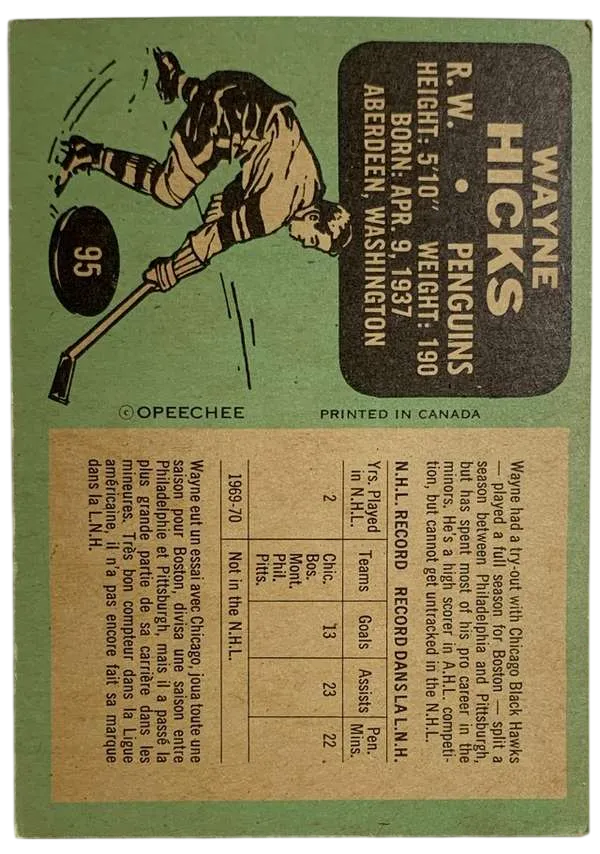 WAYNE
HICKS
R. W. • PENGUINS
HEIGHT: 5'10" WEIGHT: 190
BORN: APR. 9, 1937
ABERDEEN, WASHINGTON
95
© OPEECHEE
PRINTED IN CANADA
Wayne had a try-out with Chicago Black Hawks
— played a full season for Boston — split a
season between Philadelphia and Pittsburgh,
but has spent most of his pro career in the
minors. He's a high scorer in A.H.L. competi-
tion, but cannot get untracked in the N.H.L.
N.H.L. RECORD RECORD DANS LA L.N.H.
Yrs. Played in N.H.L. Teams Goals Assists Pen. Mins.
2 Chic. 13 23 22
Bos.
Mont.
Phil.
Pitts.
1969-70 Not in the N.H.L.
Wayne eut un essai avec Chicago, joua toute une
saison pour Boston, divisa une saison entre
Philadelphie et Pittsburgh, mais il a passé la
plus grande partie de sa carrière dans les
mineures. Très bon compteur dans la Ligue
américaine, il n'a pas encore fait sa marque
dans la L.N.H.